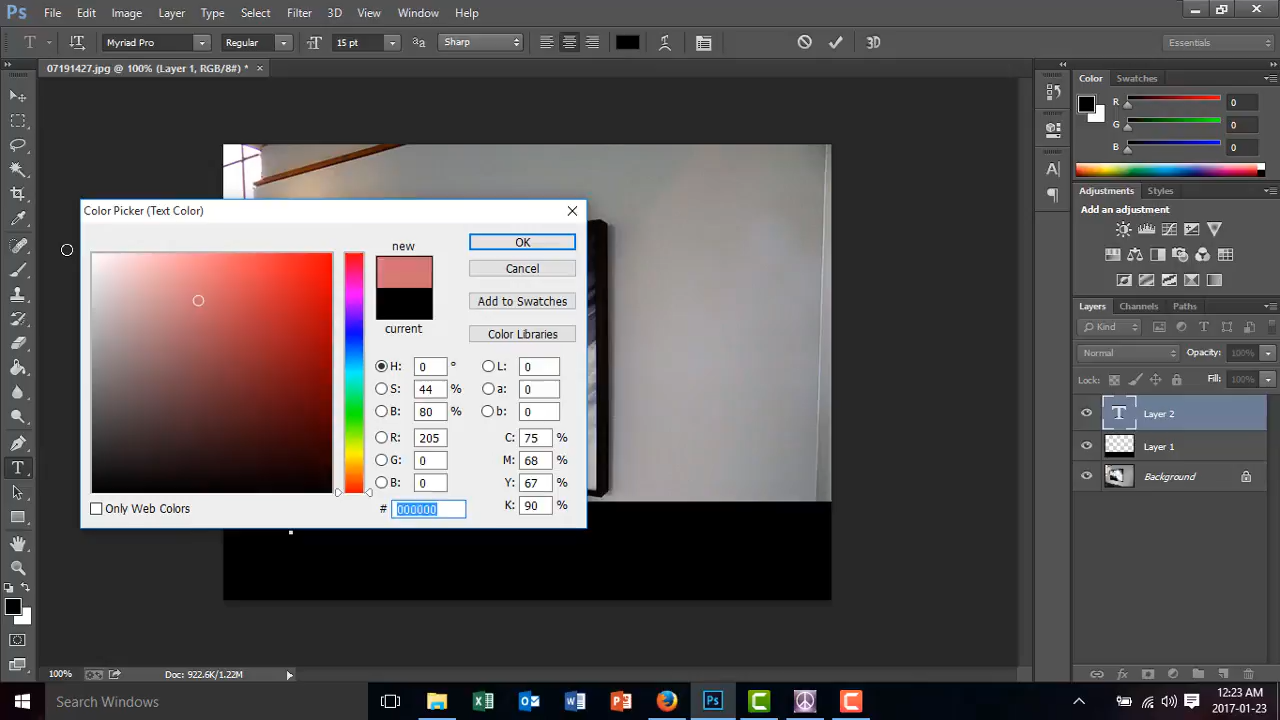 Ps File Edit Image Layer Type Select Filter 3D View Window Help
T Myriad Pro Regular 15 pt aa Sharp 3D Essentials
07191427.jpg @ 100% (Layer 1, RGB/8#) * ×
Color Swatches
R 0
G 0
B 0
Adjustments Styles
Add an adjustment
Layers Channels Paths
Kind
Normal Opacity: 100%
Lock: Fill: 100%
T Layer 2
Layer 1
Background
Color Picker (Text Color)
new
current
OK
Cancel
Add to Swatches
Color Libraries
H: 0 ° L: 0
S: 44 % a: 0
B: 80 % b: 0
R: 205 C: 75 %
G: 0 M: 68 %
B: 0 Y: 67 %
# 000000 K: 90 %
Only Web Colors
100% Doc: 922.6K/1.22M
Search Windows
12:23 AM
2017-01-23